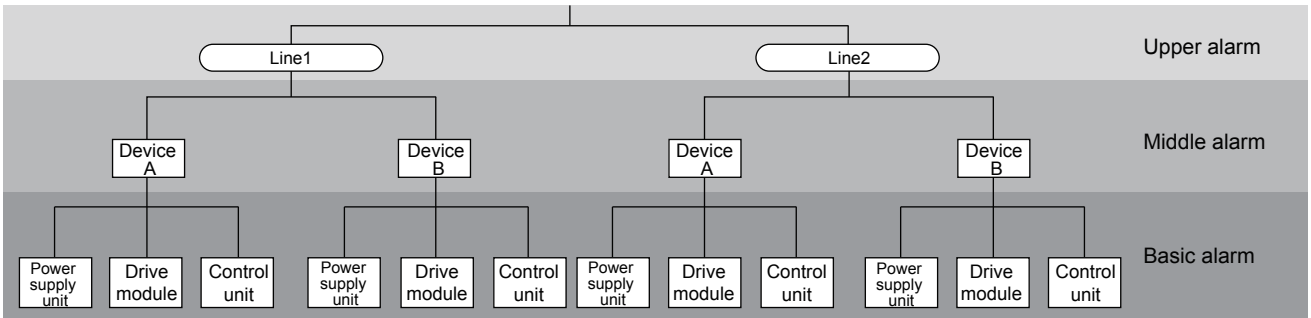 Line1
Line2
Upper alarm
Device
A
Device
B
Device
A
Device
B
Middle alarm
Power
supply
unit
Drive
module
Control
unit
Power
supply
unit
Drive
module
Control
unit
Power
supply
unit
Drive
module
Control
unit
Power
supply
unit
Drive
module
Control
unit
Basic alarm